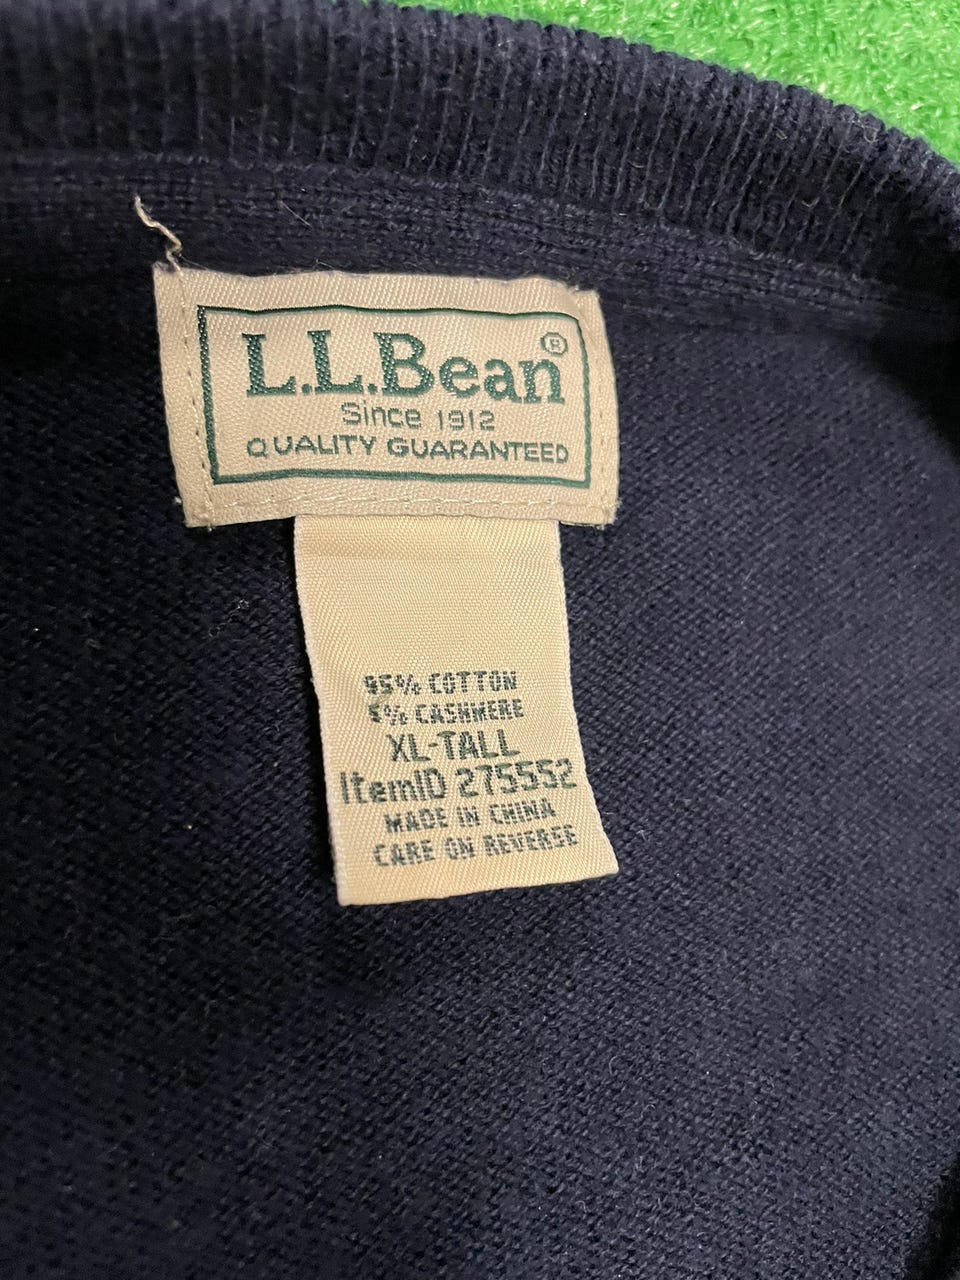 L.L.Bean®
Since 1912
QUALITY GUARANTEED
95% COTTON
5% CASHMERE
XL-TALL
ItemID 275552
MADE IN CHINA
CARE ON REVERSE